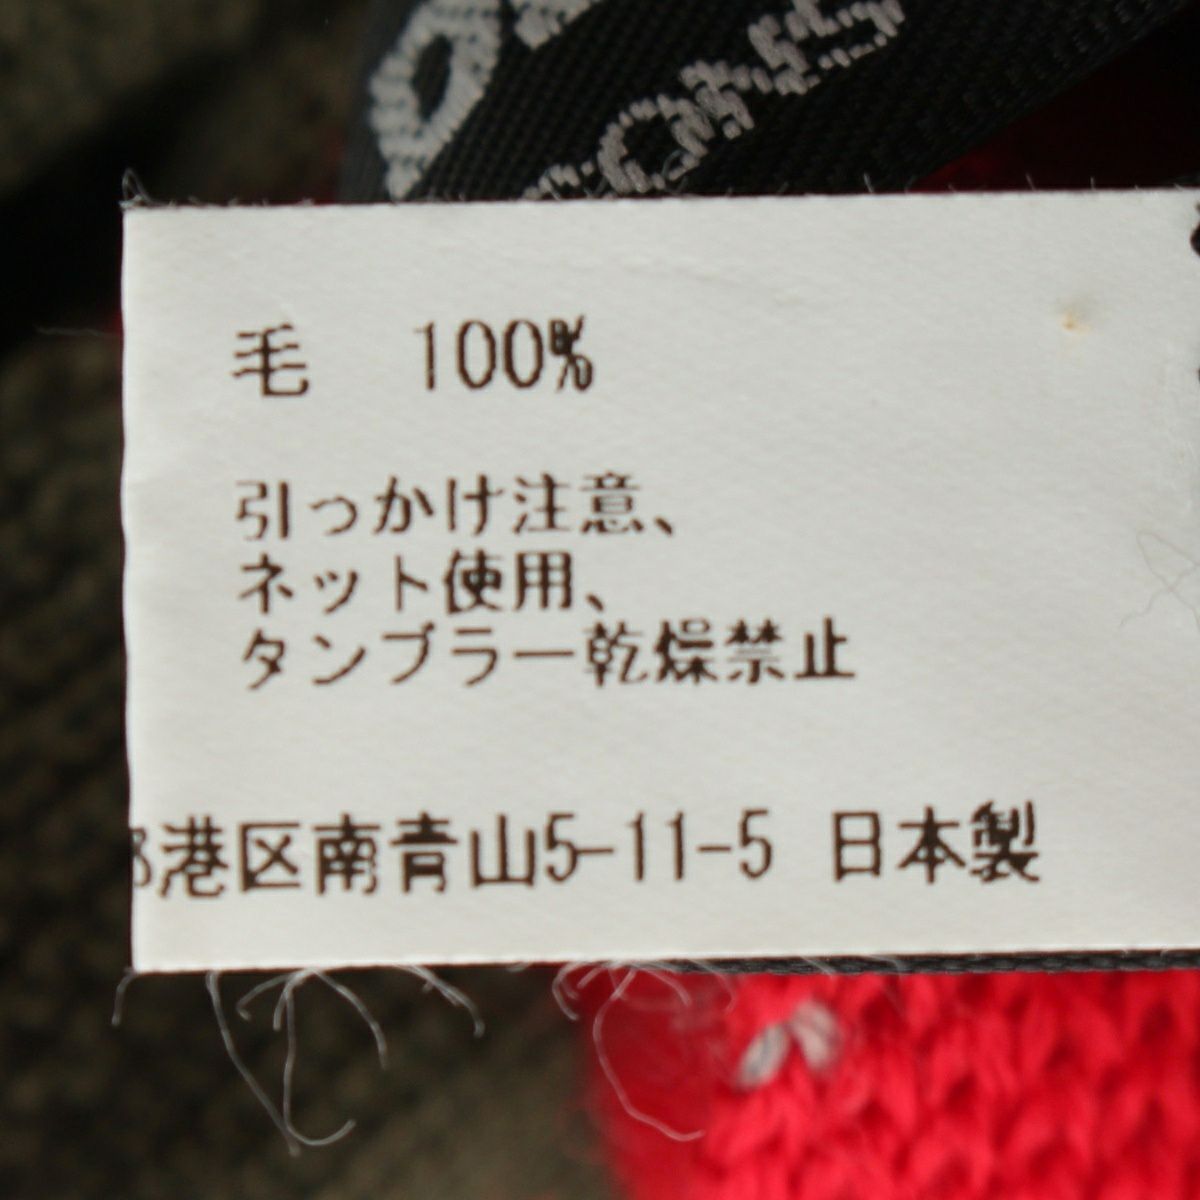 毛　100%
引っかけ注意、
ネット使用、
タンブラー乾燥禁止
港区南青山5-11-5 日本製